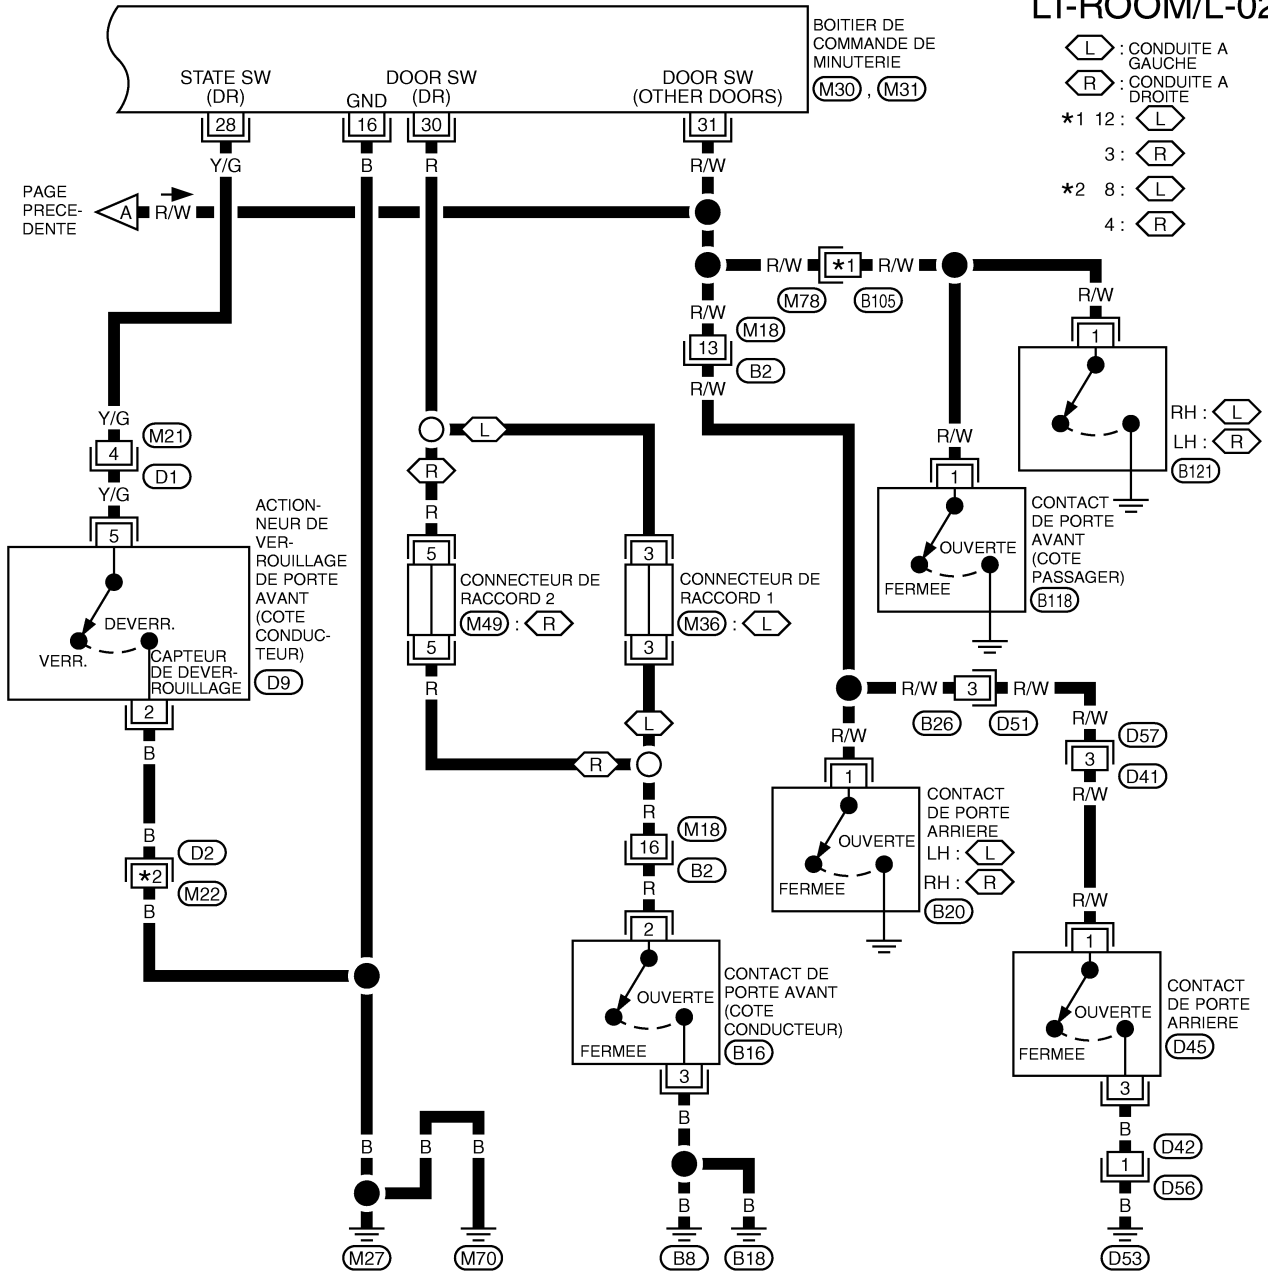 LT-ROOM/L-02
BOITIER DE
COMMANDE DE
MINUTERIE
M30 , M31
L : CONDUITE A
GAUCHE
R : CONDUITE A
DROITE
*1 12 : L
3 : R
*2 8 : L
4 : R
STATE SW
(DR)
GND
DOOR SW
(DR)
DOOR SW
(OTHER DOORS)
28
16
30
31
Y/G
B
R
R/W
PAGE
PRECE-
DENTE
A
R/W
R/W
*1
R/W
M78
B105
R/W
R/W
M18
13
B2
R/W
1
RH : L
LH : R
B121
Y/G
M21
4
D1
Y/G
5
L
R
R
R/W
1
CONTACT
DE PORTE
AVANT
(COTE
PASSAGER)
B118
OUVERTE
FERMEE
ACTION-
NEUR DE
VER-
ROUILLAGE
DE PORTE
AVANT
(COTE
CONDUC-
TEUR)
D9
DEVERR.
VERR.
CAPTEUR
DE DEVER-
ROUILLAGE
2
B
5
CONNECTEUR DE
RACCORD 2
M49 : R
5
R
3
CONNECTEUR DE
RACCORD 1
M36 : L
3
L
R
R/W
3
R/W
B26
D51
R/W
D57
3
D41
R/W
R/W
1
CONTACT
DE PORTE
ARRIERE
LH : L
RH : R
B20
OUVERTE
FERMEE
B
D2
*2
M22
B
R
M18
16
B2
R
2
CONTACT DE
PORTE AVANT
(COTE
CONDUCTEUR)
B16
OUVERTE
FERMEE
3
B
R/W
1
CONTACT
DE PORTE
ARRIERE
D45
OUVERTE
FERMEE
3
B
D42
1
D56
B
D53
B
B
B
M27
M70
B
B
B8
B18